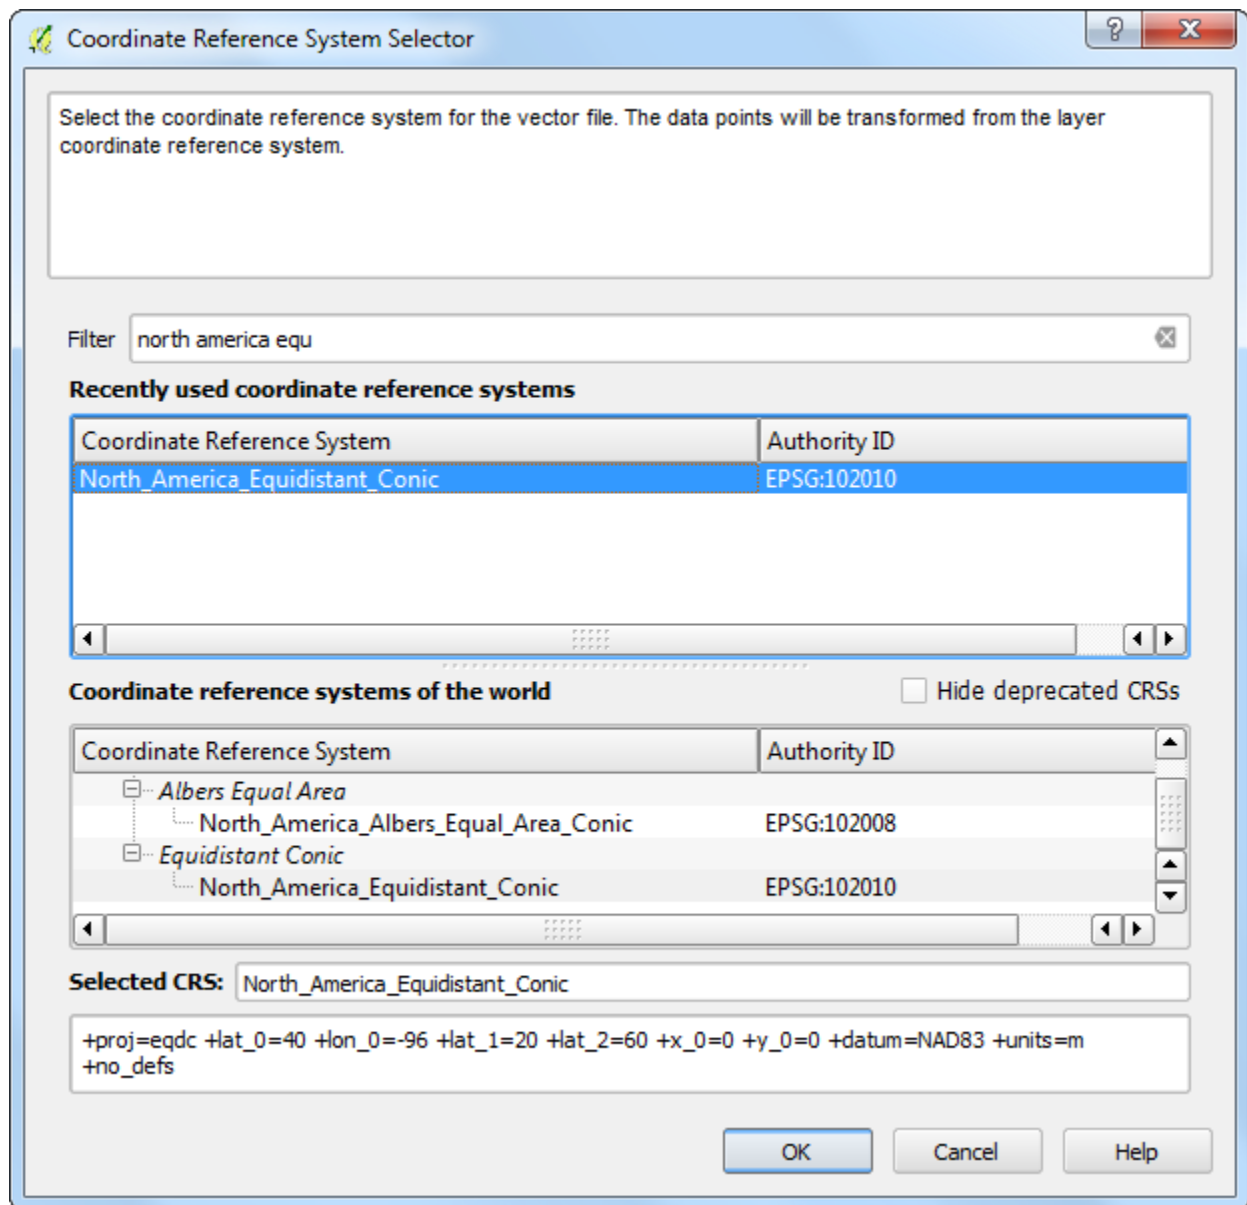 Coordinate Reference System Selector
Select the coordinate reference system for the vector file. The data points will be transformed from the layer
coordinate reference system.
Filter north america equ
Recently used coordinate reference systems
Coordinate Reference System Authority ID
North_America_Equidistant_Conic EPSG:102010
Coordinate reference systems of the world Hide deprecated CRSs
Coordinate Reference System Authority ID
Albers Equal Area
North_America_Albers_Equal_Area_Conic EPSG:102008
Equidistant Conic
North_America_Equidistant_Conic EPSG:102010
Selected CRS: North_America_Equidistant_Conic
+proj=eqdc +lat_0=40 +lon_0=-96 +lat_1=20 +lat_2=60 +x_0=0 +y_0=0 +datum=NAD83 +units=m
+no_defs
OK Cancel Help